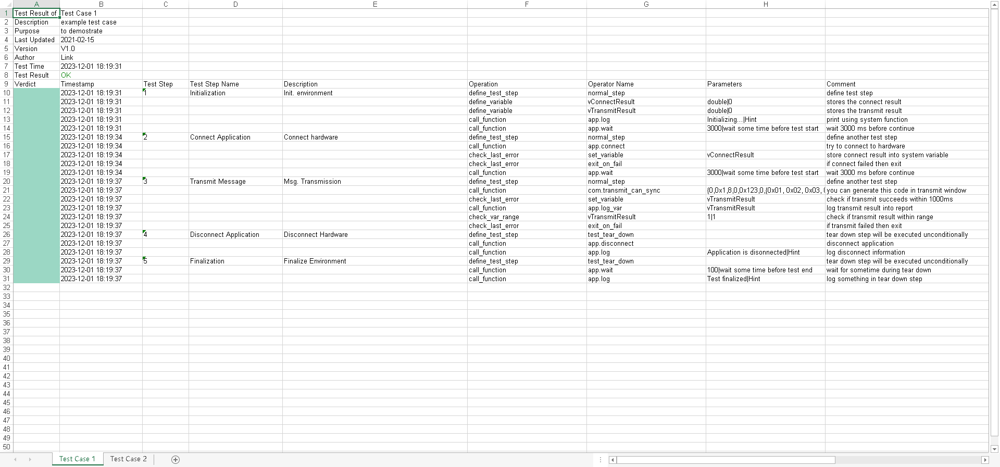 A B C D E F G H
1 Test Result of Test Case 1
2 Description example test case
3 Purpose to demostrate
4 Last Updated 2021-02-15
5 Version V1.0
6 Author Link
7 Test Time 2023-12-01 18:19:31
8 Test Result OK
9 Verdict Timestamp Test Step Test Step Name Description Operation Operator Name Parameters Comment
10 2023-12-01 18:19:31 1 Initialization Init. environment define_test_step normal_step define test step
11 2023-12-01 18:19:31 define_variable vConnectResult double|0 stores the connect result
12 2023-12-01 18:19:31 define_variable vTransmitResult double|0 stores the transmit result
13 2023-12-01 18:19:31 call_function app.log Initializing...|Hint print using system function
14 2023-12-01 18:19:31 call_function app.wait 3000|wait some time before test start wait 3000 ms before continue
15 2023-12-01 18:19:34 2 Connect Application Connect hardware define_test_step normal_step define another test step
16 2023-12-01 18:19:34 call_function app.connect try to connect to hardware
17 2023-12-01 18:19:34 check_last_error set_variable vConnectResult store connect result into system variable
18 2023-12-01 18:19:34 check_last_error exit_on_fail if connect failed then exit
19 2023-12-01 18:19:34 call_function app.wait 3000|wait some time before test start wait 3000 ms before continue
20 2023-12-01 18:19:37 3 Transmit Message Msg. Transmission define_test_step normal_step define another test step
21 2023-12-01 18:19:37 call_function com.transmit_can_sync {0,0x1,8,0,0x123,0,{0x01, 0x02, 0x03, you can generate this code in transmit window
22 2023-12-01 18:19:37 check_last_error set_variable vTransmitResult check if transmit succeeds within 1000ms
23 2023-12-01 18:19:37 call_function app.log_var vTransmitResult log transmit result into report
24 2023-12-01 18:19:37 check_var_range vTransmitResult 1|1 check if transmit result within range
25 2023-12-01 18:19:37 check_last_error exit_on_fail if transmit failed then exit
26 2023-12-01 18:19:37 4 Disconnect Application Disconnect Hardware define_test_step test_tear_down tear down step will be executed unconditionally
27 2023-12-01 18:19:37 call_function app.disconnect disconnect application
28 2023-12-01 18:19:37 call_function app.log Application is disonnected|Hint log disconnect information
29 2023-12-01 18:19:37 5 Finalization Finalize Environment define_test_step test_tear_down tear down step will be executed unconditionally
30 2023-12-01 18:19:37 call_function app.wait 100|wait some time before test end wait for sometime during tear down
31 2023-12-01 18:19:37 call_function app.log Test finalized|Hint log something in tear down step
32
33
34
35
36
37
38
39
40
41
42
43
44
45
46
47
48
49
50
Test Case 1 Test Case 2